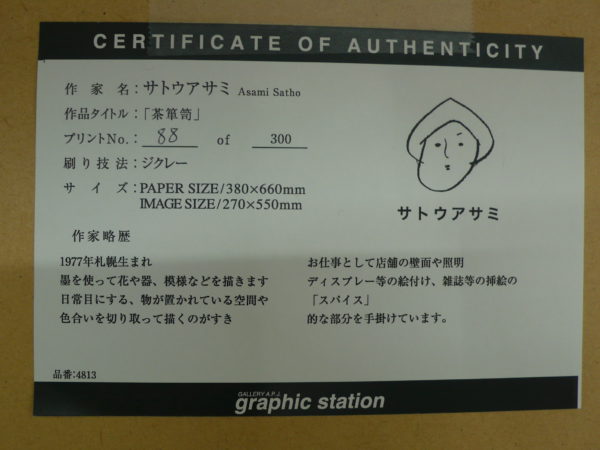 CERTIFICATE OF AUTHENTICITY
作家名：サトウアサミ Asami Satho
作品タイトル：「茶箪笥」
プリントNo.：88 of 300
刷り技法：ジクレー
サイズ：PAPER SIZE/380×660mm
IMAGE SIZE/270×550mm
サトウアサミ
作家略歴
1977年札幌生まれ
墨を使って花や器、模様などを描きます
日常目にする、物が置かれている空間や
色合いを切り取って描くのがすき
お仕事として店舗の壁面や照明
ディスプレー等の絵付け、雑誌等の挿絵の
「スパイス」
的な部分を手掛けています。
品番:4813
GALLERY A.P.J.
graphic station